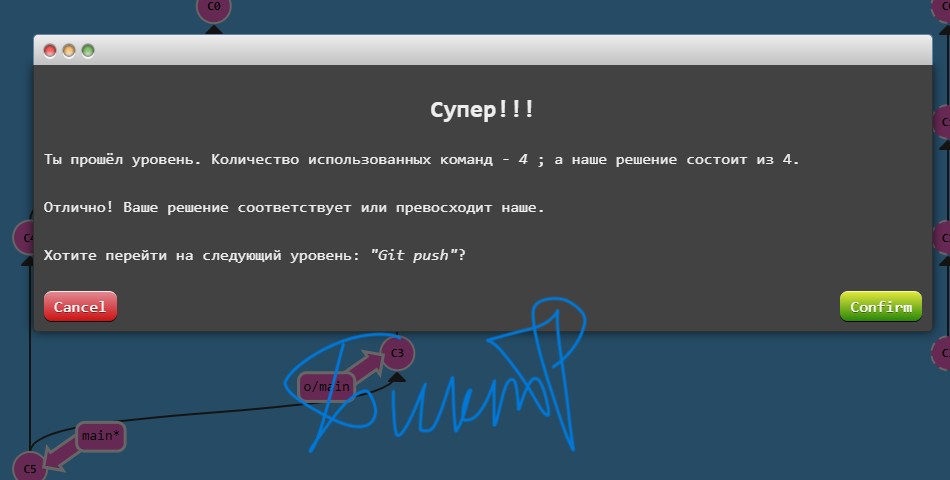 C0
Супер!!!
Ты прошёл уровень. Количество использованных команд - 4 ; а наше решение состоит из 4.
Отлично! Ваше решение соответствует или превосходит наше.
Хотите перейти на следующий уровень: "Git push"?
Cancel
Confirm
C3
o/main
main*
C5